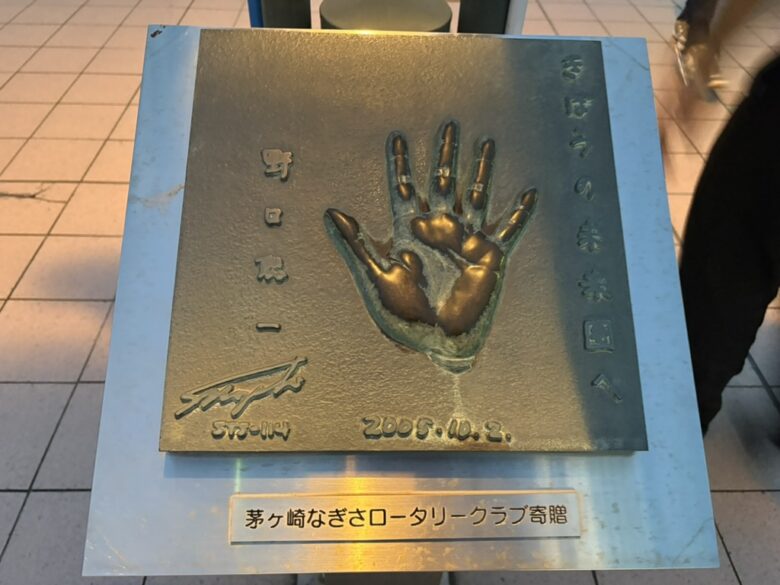 きぼうの未来へ
野口聡一
STS-114
2005.10.2.
茅ヶ崎なぎさロータリークラブ寄贈